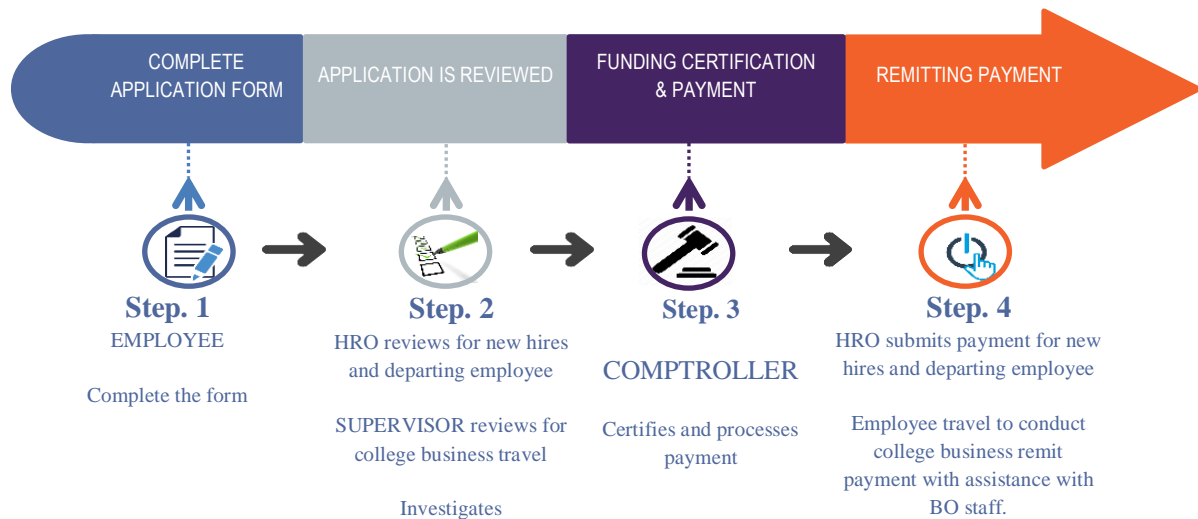 COMPLETE
APPLICATION FORM
APPLICATION IS REVIEWED
FUNDING CERTIFICATION
& PAYMENT
REMITTING PAYMENT
Step. 1
EMPLOYEE
Complete the form
Step. 2
HRO reviews for new hires
and departing employee
SUPERVISOR reviews for
college business travel
Investigates
Step. 3
COMPTROLLER
Certifies and processes
payment
Step. 4
HRO submits payment for new
hires and departing employee
Employee travel to conduct
college business remit
payment with assistance with
BO staff.